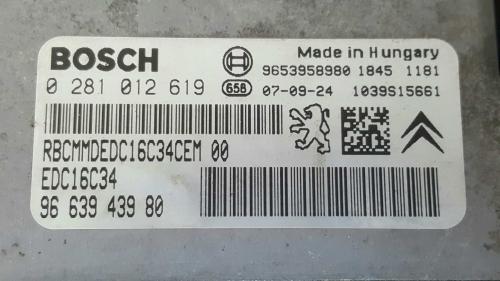 BOSCH
Made in Hungary
9653958980 1845 1181
0 281 012 619
658 07-09-24 1039S15661
RBCMMDEDC16C34CEM 00
EDC16C34
96 639 439 80